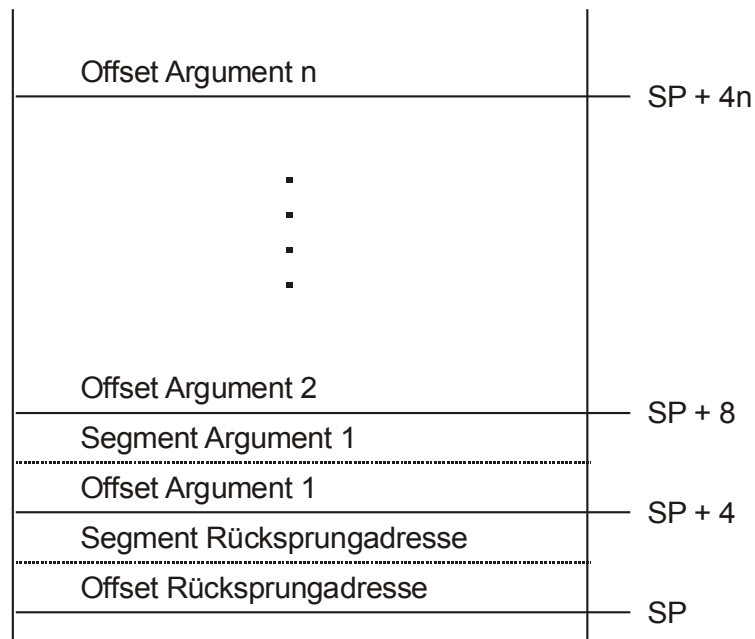 Offset Argument n
SP + 4n
Offset Argument 2
SP + 8
Segment Argument 1
Offset Argument 1
SP + 4
Segment Rücksprungadresse
Offset Rücksprungadresse
SP